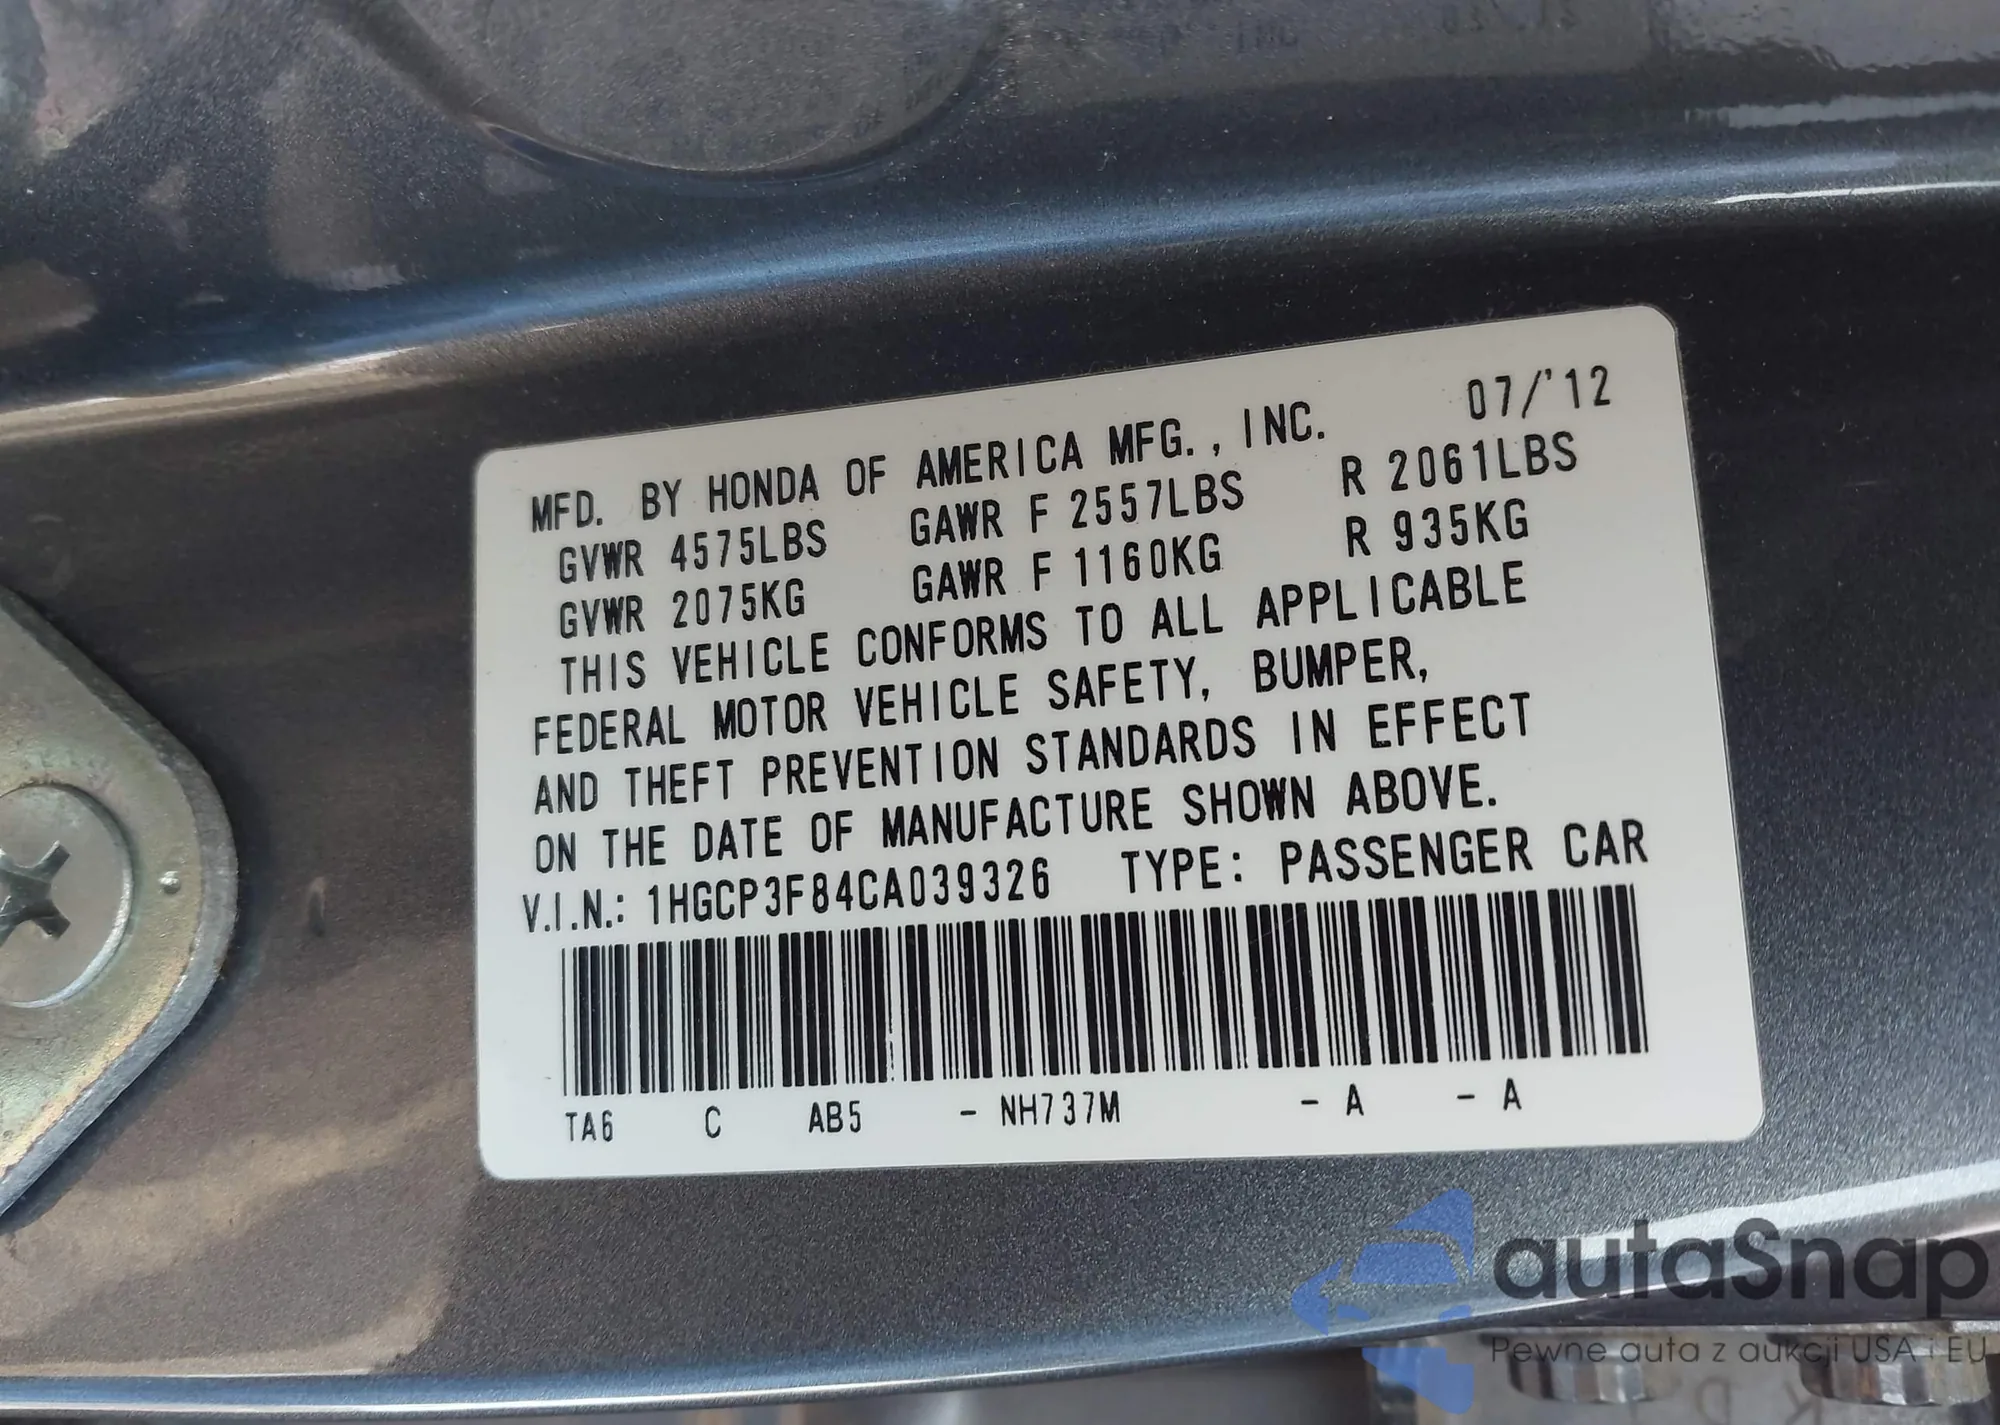 07/'12
MFD. BY HONDA OF AMERICA MFG., INC.
GVWR 4575LBS GAWR F 2557LBS R 2061LBS
GVWR 2075KG GAWR F 1160KG R 935KG
THIS VEHICLE CONFORMS TO ALL APPLICABLE
FEDERAL MOTOR VEHICLE SAFETY, BUMPER,
AND THEFT PREVENTION STANDARDS IN EFFECT
ON THE DATE OF MANUFACTURE SHOWN ABOVE.
V.I.N.: 1HGCP3F84CA039326 TYPE: PASSENGER CAR
TA6 C AB5 - NH737M - A - A
autaSnap
Pewne auta z aukcji USA i EU